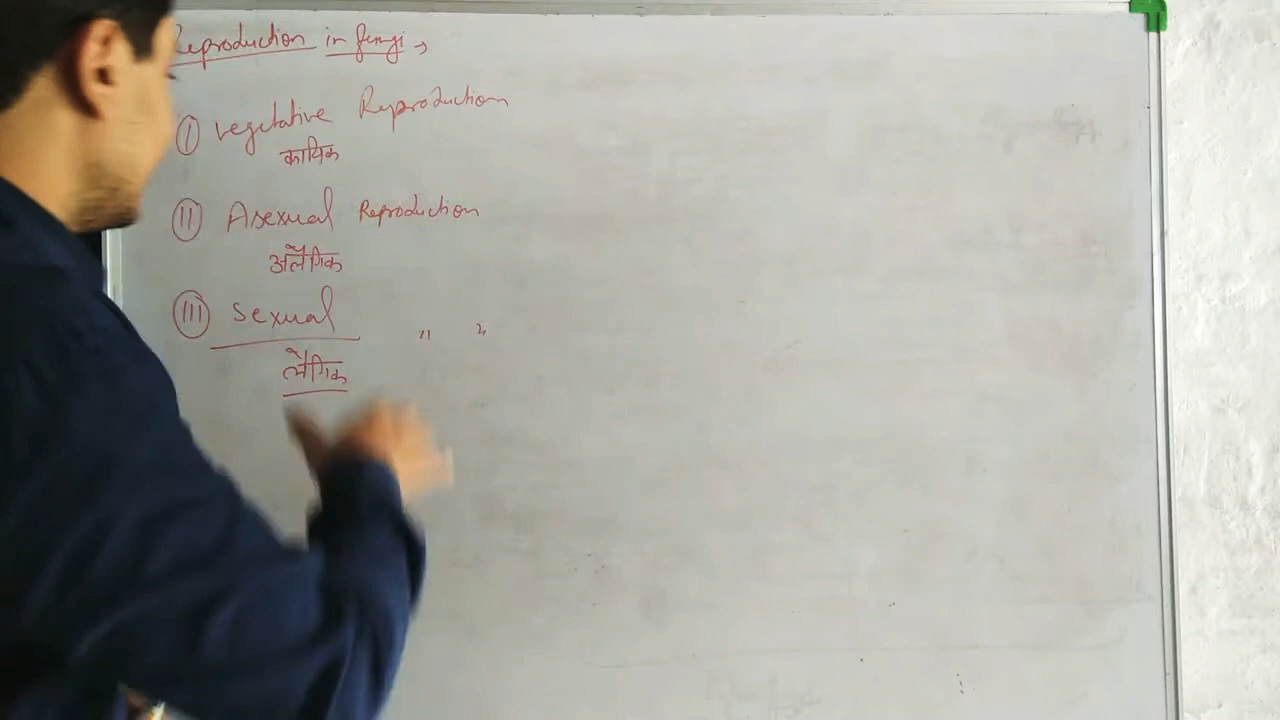 Reproduction in fungi →
I vegetative Reproduction
कायिक
II Asexual Reproduction
अलैंगिक
III Sexual " "
लैंगिक